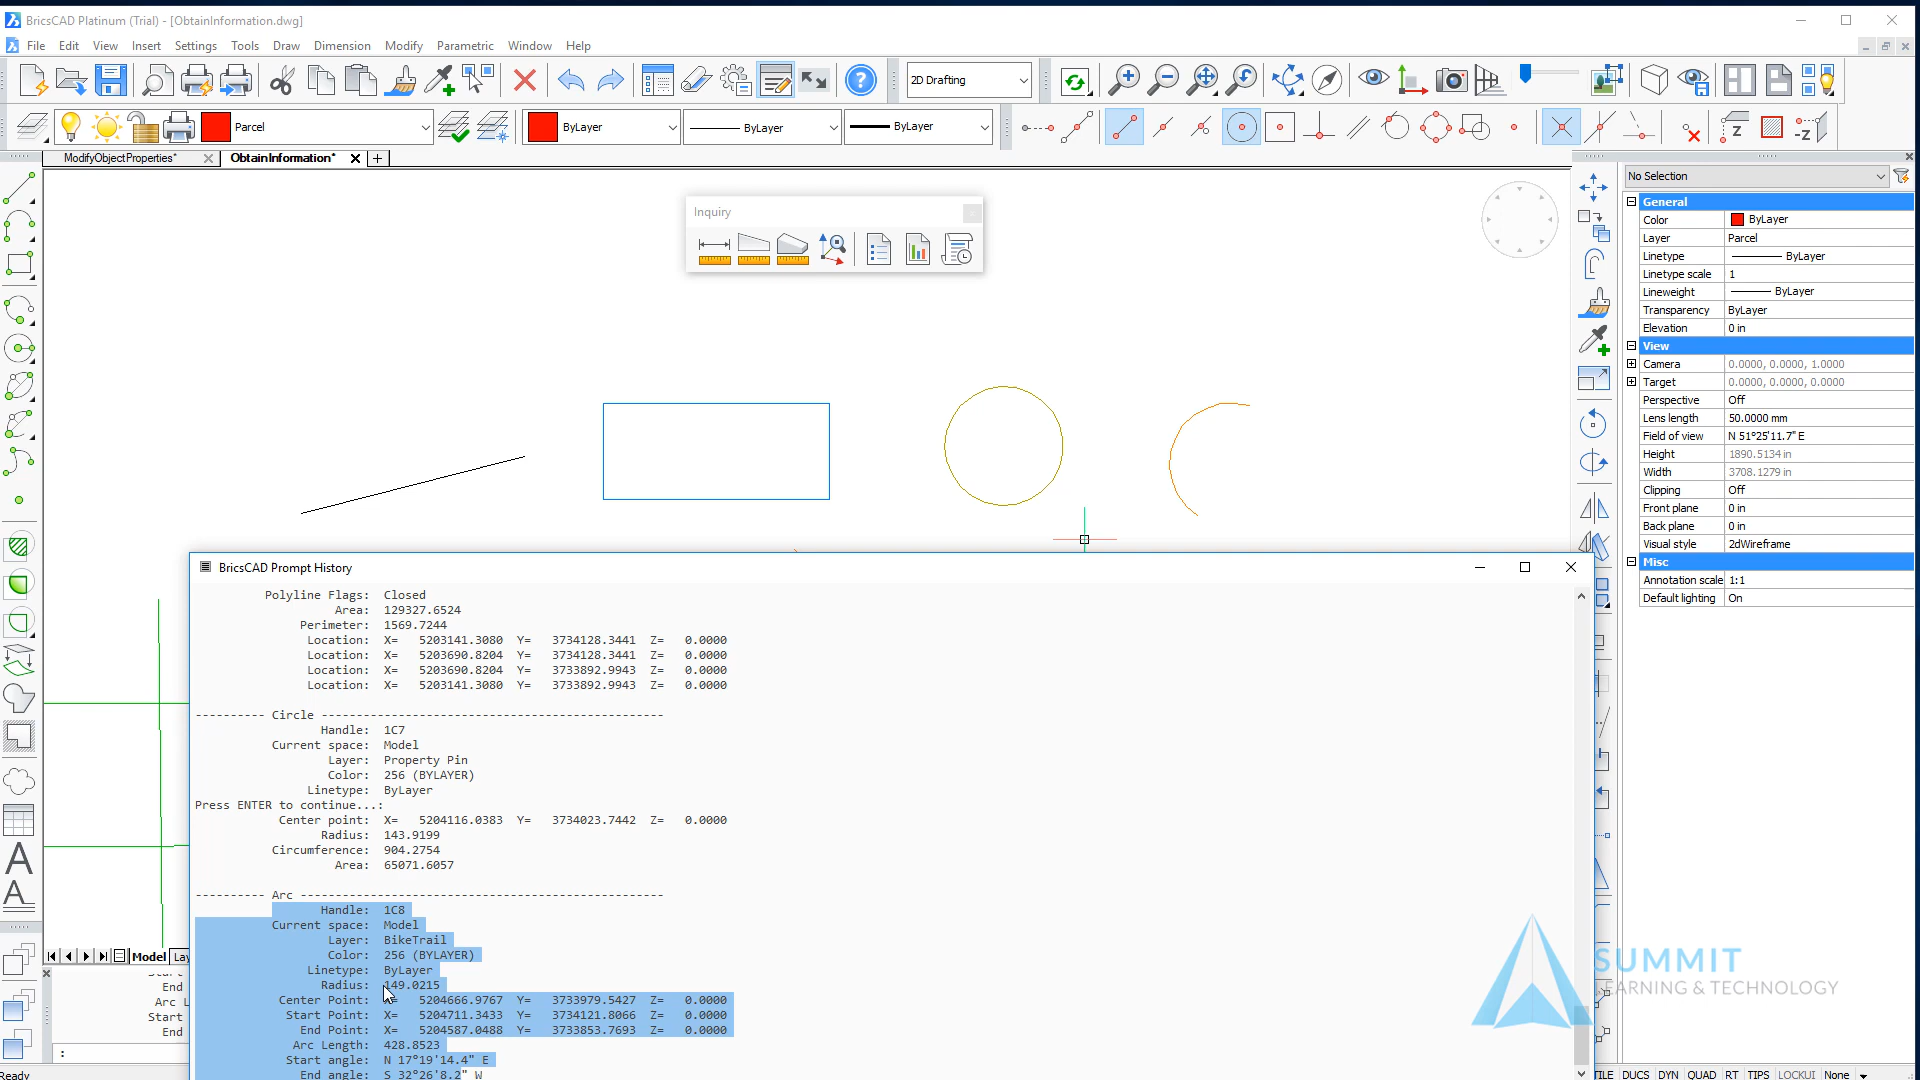 BricsCAD Platinum (Trial) - [ObtainInformation.dwg]
File Edit View Insert Settings Tools Draw Dimension Modify Parametric Window Help
2D Drafting
Parcel
ByLayer
ByLayer
ByLayer
ModifyObjectProperties*
ObtainInformation*
Inquiry
No Selection
General
Color ByLayer
Layer Parcel
Linetype ByLayer
Linetype scale 1
Lineweight ByLayer
Transparency ByLayer
Elevation 0 in
View
Camera 0.0000, 0.0000, 1.0000
Target 0.0000, 0.0000, 0.0000
Perspective Off
Lens length 50.0000 mm
Field of view N 51°25'11.7" E
Height 1890.5134 in
Width 3708.1279 in
Clipping Off
Front plane 0 in
Back plane 0 in
Visual style 2dWireframe
Misc
Annotation scale 1:1
Default lighting On
BricsCAD Prompt History
Polyline Flags: Closed
Area: 129327.6524
Perimeter: 1569.7244
Location: X= 5203141.3080 Y= 3734128.3441 Z= 0.0000
Location: X= 5203690.8204 Y= 3734128.3441 Z= 0.0000
Location: X= 5203690.8204 Y= 3733892.9943 Z= 0.0000
Location: X= 5203141.3080 Y= 3733892.9943 Z= 0.0000
---------- Circle -------------------------------------------------
Handle: 1C7
Current space: Model
Layer: Property Pin
Color: 256 (BYLAYER)
Linetype: ByLayer
Press ENTER to continue...:
Center point: X= 5204116.0383 Y= 3734023.7442 Z= 0.0000
Radius: 143.9199
Circumference: 904.2754
Area: 65071.6057
---------- Arc ----------------------------------------------------
Handle: 1C8
Current space: Model
Layer: BikeTrail
Color: 256 (BYLAYER)
Linetype: ByLayer
Radius: 149.0215
Center Point: X= 5204666.9767 Y= 3733979.5427 Z= 0.0000
Start Point: X= 5204711.3433 Y= 3734121.8066 Z= 0.0000
End Point: X= 5204587.0488 Y= 3733853.7693 Z= 0.0000
Arc Length: 428.8523
Start angle: N 17°19'14.4" E
End angle: S 32°26'8.2" W
Model Lay
End
Arc L
Start
End
:
Ready
SUMMIT
LEARNING & TECHNOLOGY
TILE DUCS DYN QUAD RT TIPS LOCKUI None